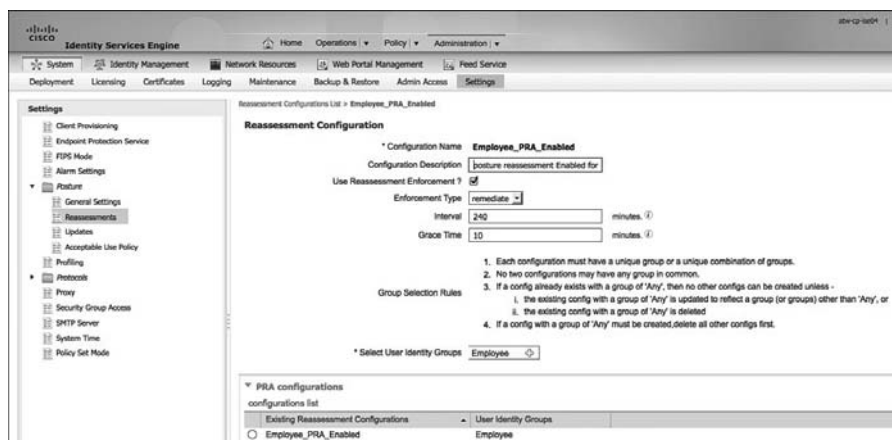 cisco
Identity Services Engine
Home Operations Policy Administration
System Identity Management Network Resources Web Portal Management Feed Service
Deployment Licensing Certificates Logging Maintenance Backup & Restore Admin Access Settings
Settings
Client Provisioning
Endpoint Protection Service
FIPS Mode
Alarm Settings
Posture
General Settings
Reassessments
Updates
Acceptable Use Policy
Profiling
Protocols
Proxy
Security Group Access
SMTP Server
System Time
Policy Set Mode
Reassessment Configurations List > Employee_PRA_Enabled
Reassessment Configuration
* Configuration Name Employee_PRA_Enabled
Configuration Description posture reassessment Enabled for
Use Reassessment Enforcement ?
Enforcement Type remediate
Interval 240 minutes.
Grace Time 10 minutes.
Group Selection Rules
1. Each configuration must have a unique group or a unique combination of groups.
2. No two configurations may have any group in common.
3. If a config already exists with a group of 'Any', then no other configs can be created unless -
i. the existing config with a group of 'Any' is updated to reflect a group (or groups) other than 'Any', or
ii. the existing config with a group of 'Any' is deleted
4. If a config with a group of 'Any' must be created,delete all other configs first.
* Select User Identity Groups Employee
PRA configurations
configurations list
Existing Reassessment Configurations User Identity Groups
Employee_PRA_Enabled Employee